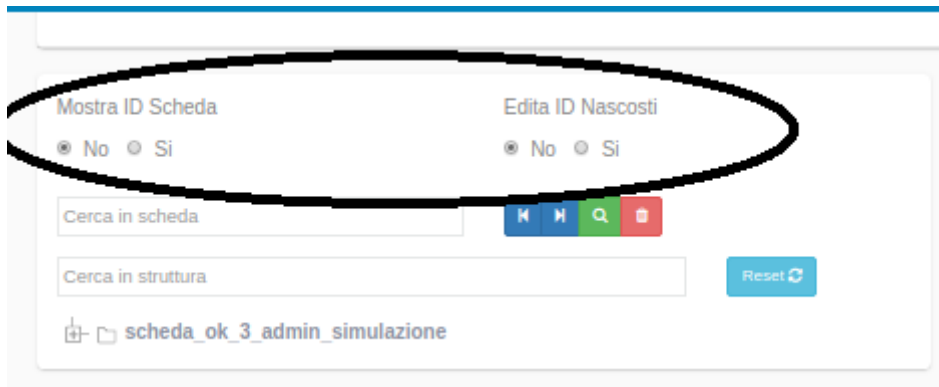 Mostra ID Scheda
Edita ID Nascosti
No Si
No Si
Cerca in scheda
Cerca in struttura
Reset
scheda_ok_3_admin_simulazione